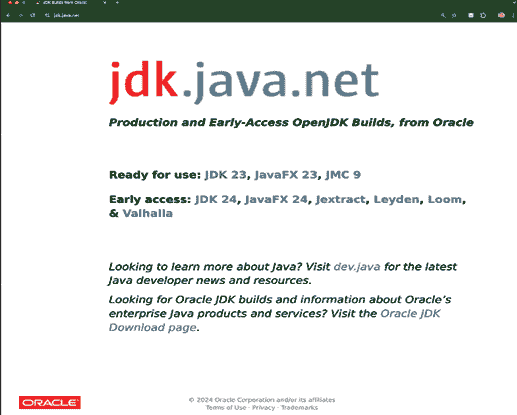 JDK Builds from Oracle
jdk.java.net
jdk.java.net
Production and Early-Access OpenJDK Builds, from Oracle
Ready for use: JDK 23, JavaFX 23, JMC 9
Early access: JDK 24, JavaFX 24, Jextract, Leyden, Loom,
& Valhalla
Looking to learn more about Java? Visit dev.java for the latest
Java developer news and resources.
Looking for Oracle JDK builds and information about Oracle's
enterprise Java products and services? Visit the Oracle JDK
Download page.
ORACLE
© 2024 Oracle Corporation and/or its affiliates
Terms of Use · Privacy · Trademarks